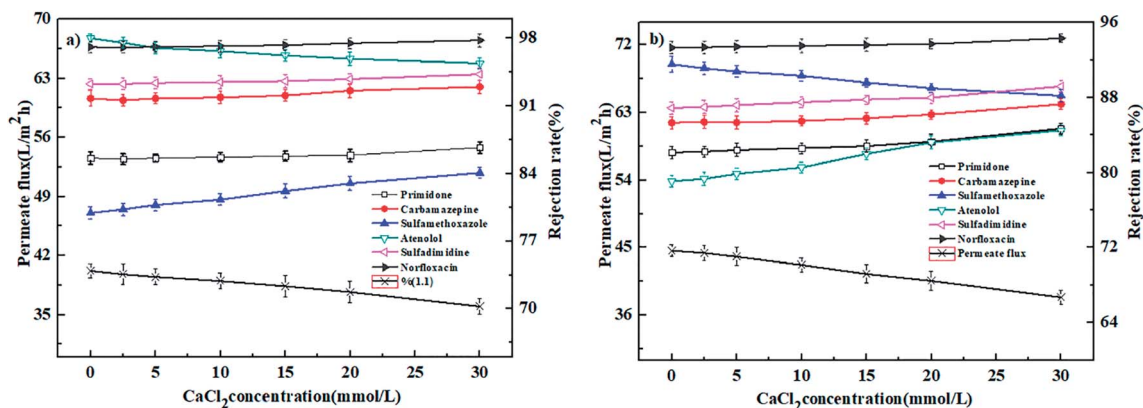 a)
Permeate flux(L/m²h)
70
63
56
49
42
35
98
91
84
77
70
Rejection rate(%)
Primidone
Carbamazepine
Sulfamethoxazole
Atenolol
Sulfadimidine
Norfloxacin
%(1.1)
0 5 10 15 20 25 30
CaCl₂concentration(mmol/L)
b)
Permeate flux(L/m²h)
72
63
54
45
36
96
88
80
72
64
Rejection rate(%)
Primidone
Carbamazepine
Sulfamethoxazole
Atenolol
Sulfadimidine
Norfloxacin
Permeate flux
0 5 10 15 20 25 30
CaCl₂concentration(mmol/L)